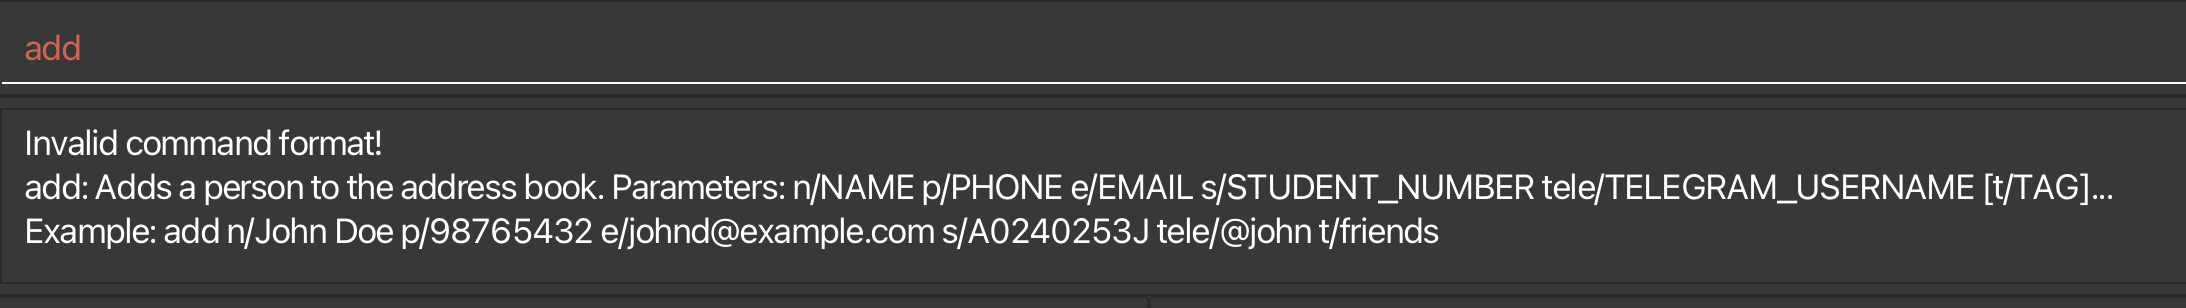 add
Invalid command format!
add: Adds a person to the address book. Parameters: n/NAME p/PHONE e/EMAIL s/STUDENT_NUMBER tele/TELEGRAM_USERNAME [t/TAG]...
Example: add n/John Doe p/98765432 e/johnd@example.com s/A0240253J tele/@john t/friends